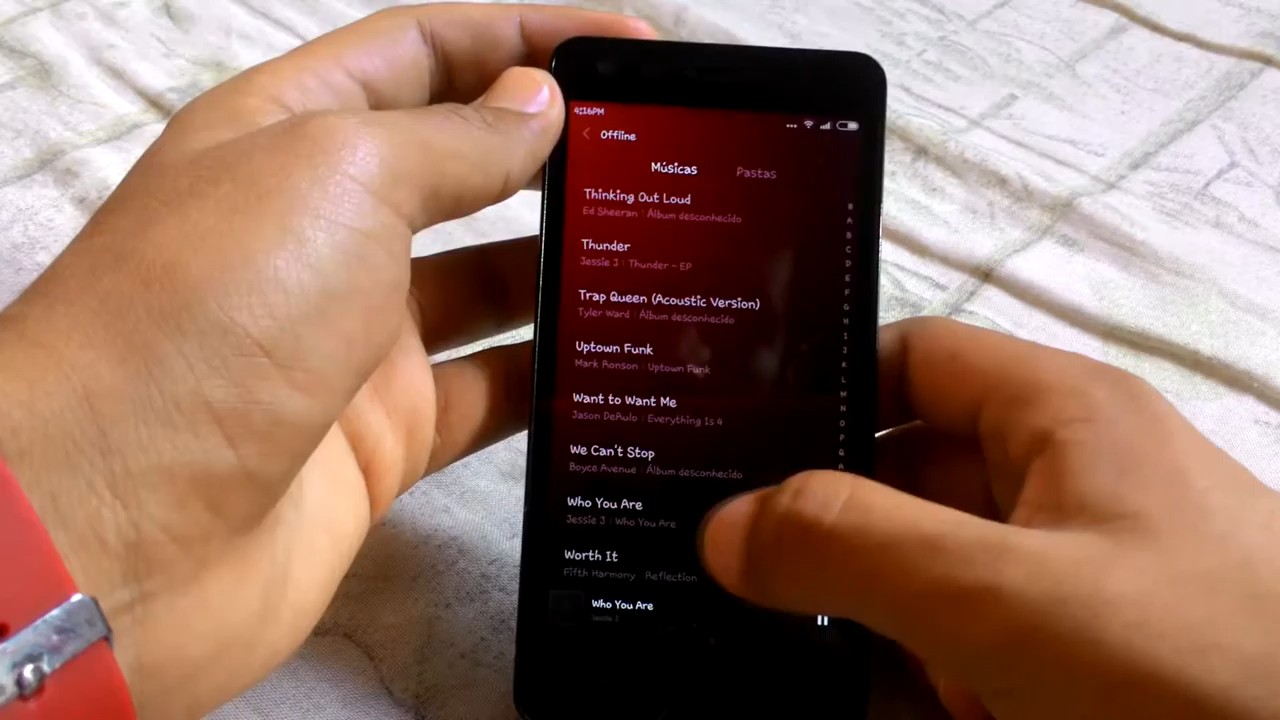 4:16PM
Offline
Músicas Pastas
Thinking Out Loud
Ed Sheeran | Álbum desconhecido
Thunder
Jessie J | Thunder - EP
Trap Queen (Acoustic Version)
Tyler Ward | Álbum desconhecido
Uptown Funk
Mark Ronson | Uptown Funk
Want to Want Me
Jason DeRulo | Everything Is 4
We Can't Stop
Boyce Avenue | Álbum desconhecido
Who You Are
Jessie J | Who You Are
Worth It
Fifth Harmony Reflection
Who You Are
Jessie J
#
A
B
C
D
E
F
G
H
I
J
K
L
M
N
O
P
Q